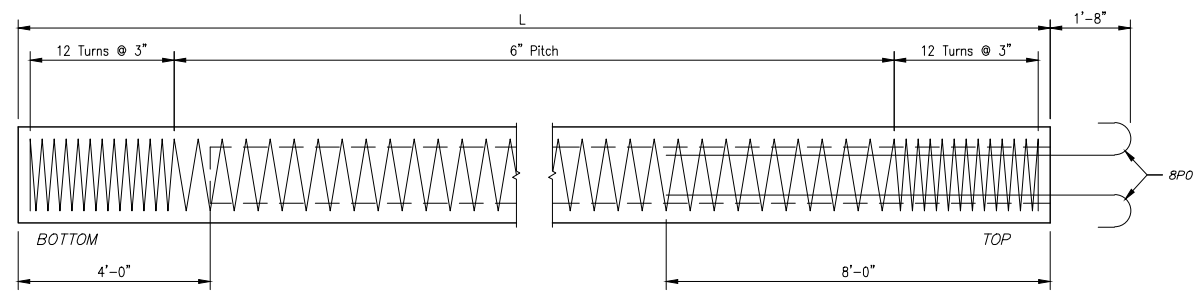 L
1'-8"
12 Turns @ 3"
6" Pitch
12 Turns @ 3"
8P0
BOTTOM
TOP
4'-0"
8'-0"